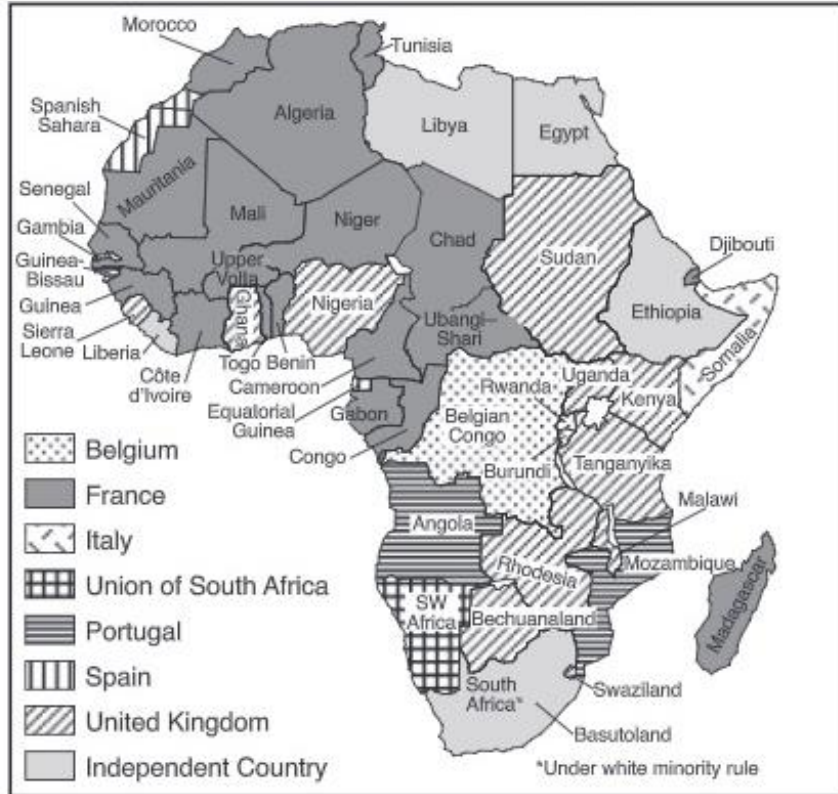 Morocco
Tunisia
Spanish
Sahara
Algeria
Libya
Egypt
Mauritania
Senegal
Mali
Niger
Chad
Sudan
Djibouti
Gambia
Guinea-
Bissau
Upper
Volta
Nigeria
Ethiopia
Guinea
Ghana
Ubangi-
Shari
Somalia
Sierra
Leone
Liberia
Togo
Benin
Côte
d'Ivoire
Cameroon
Equatorial
Guinea
Gabon
Congo
Rwanda
Uganda
Kenya
Belgian
Congo
Burundi
Tanganyika
Malawi
Angola
Rhodesia
Mozambique
Madagascar
SW
Africa
Bechuanaland
South
Africa*
Swaziland
Basutoland
Belgium
France
Italy
Union of South Africa
Portugal
Spain
United Kingdom
Independent Country
*Under white minority rule